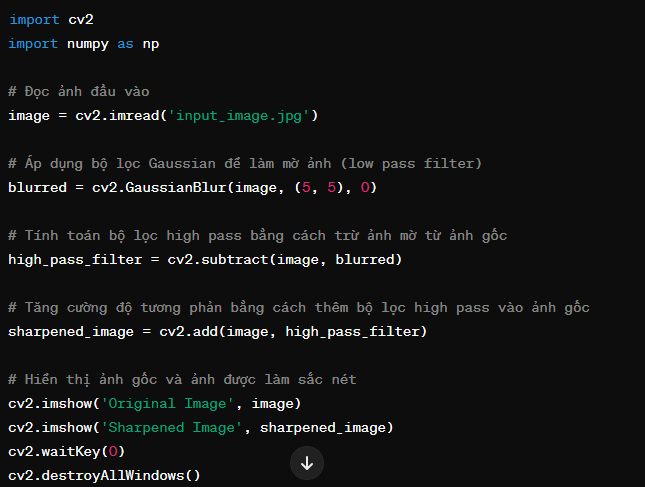 import cv2
import numpy as np
# Đọc ảnh đầu vào
image = cv2.imread('input_image.jpg')
# Áp dụng bộ lọc Gaussian để làm mờ ảnh (low pass filter)
blurred = cv2.GaussianBlur(image, (5, 5), 0)
# Tính toán bộ lọc high pass bằng cách trừ ảnh mờ từ ảnh gốc
high_pass_filter = cv2.subtract(image, blurred)
# Tăng cường độ tương phản bằng cách thêm bộ lọc high pass vào ảnh gốc
sharpened_image = cv2.add(image, high_pass_filter)
# Hiển thị ảnh gốc và ảnh được làm sắc nét
cv2.imshow('Original Image', image)
cv2.imshow('Sharpened Image', sharpened_image)
cv2.waitKey(0)
cv2.destroyAllWindows()